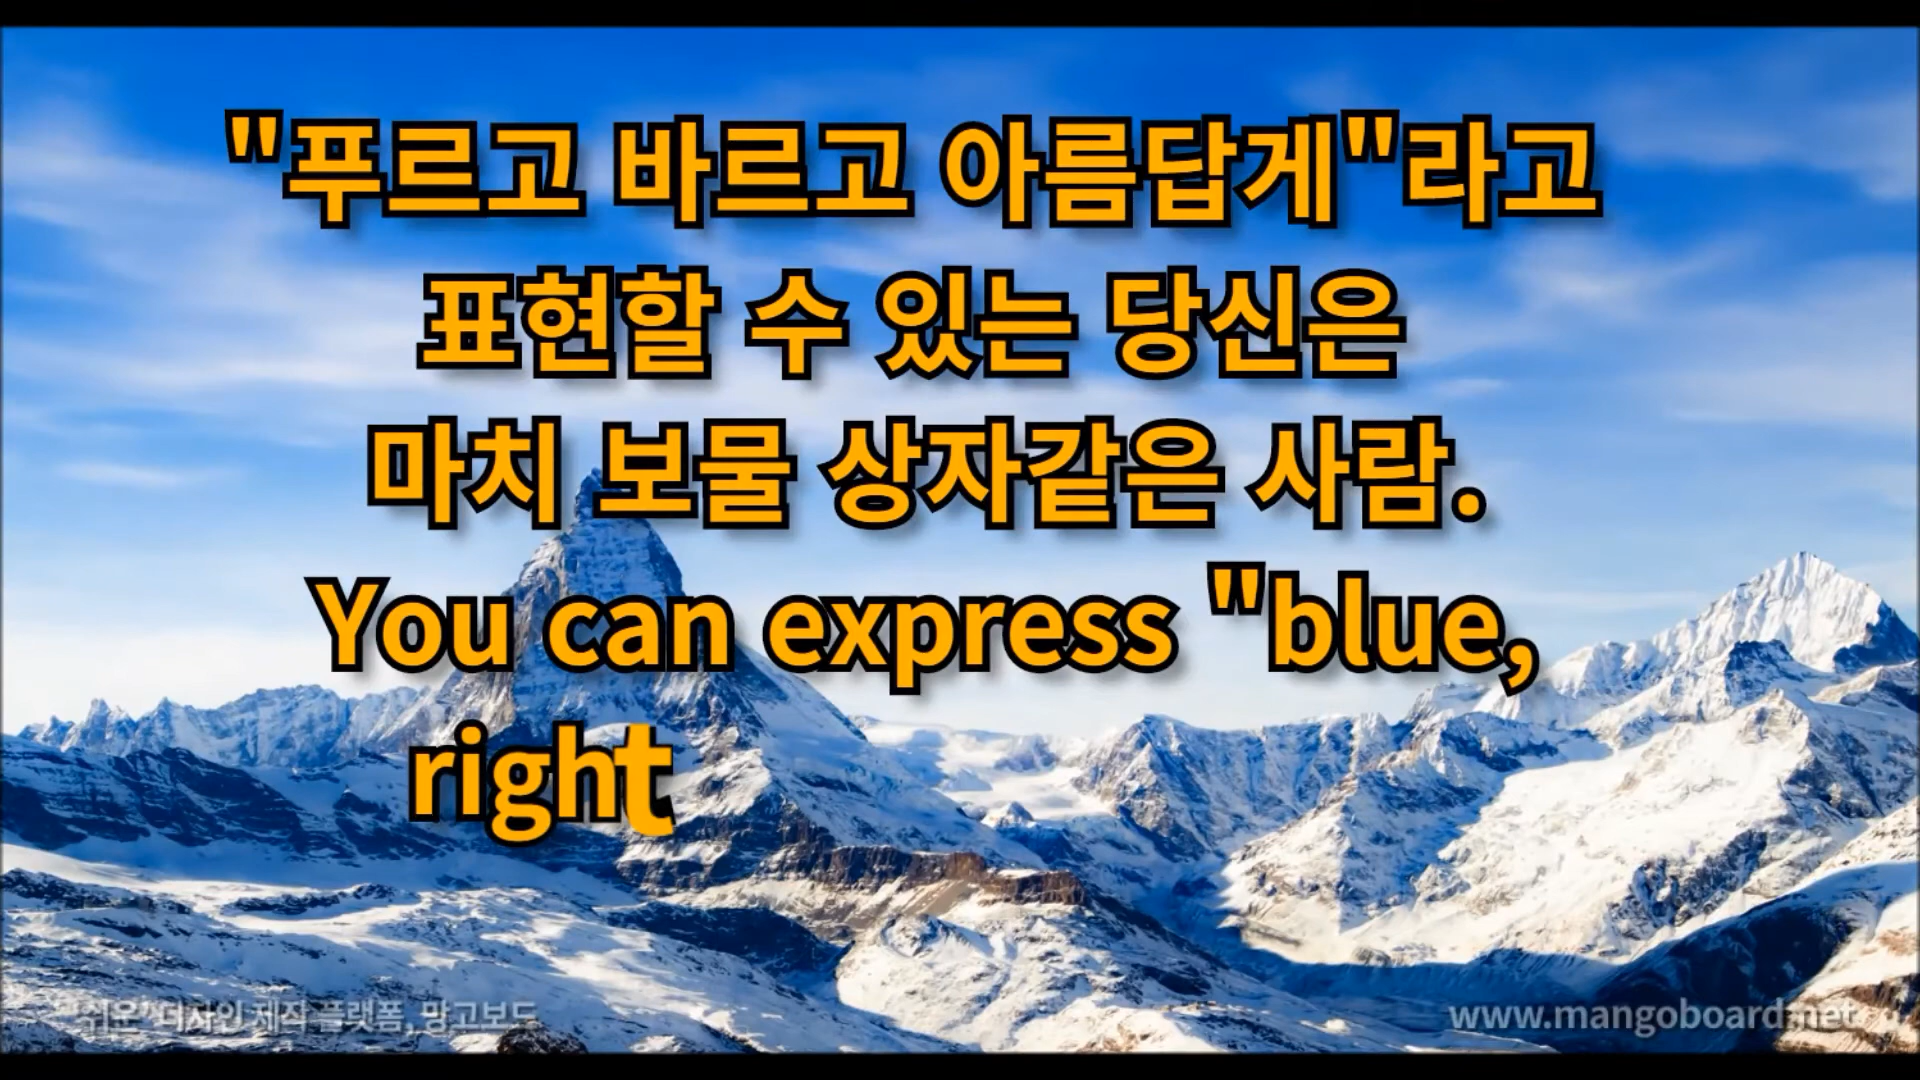 "푸르고 바르고 아름답게"라고
표현할 수 있는 당신은
마치 보물 상자같은 사람.
You can express "blue,
right
"쉬운" 디자인 제작 플랫폼, 망고보드
www.mangoboard.net